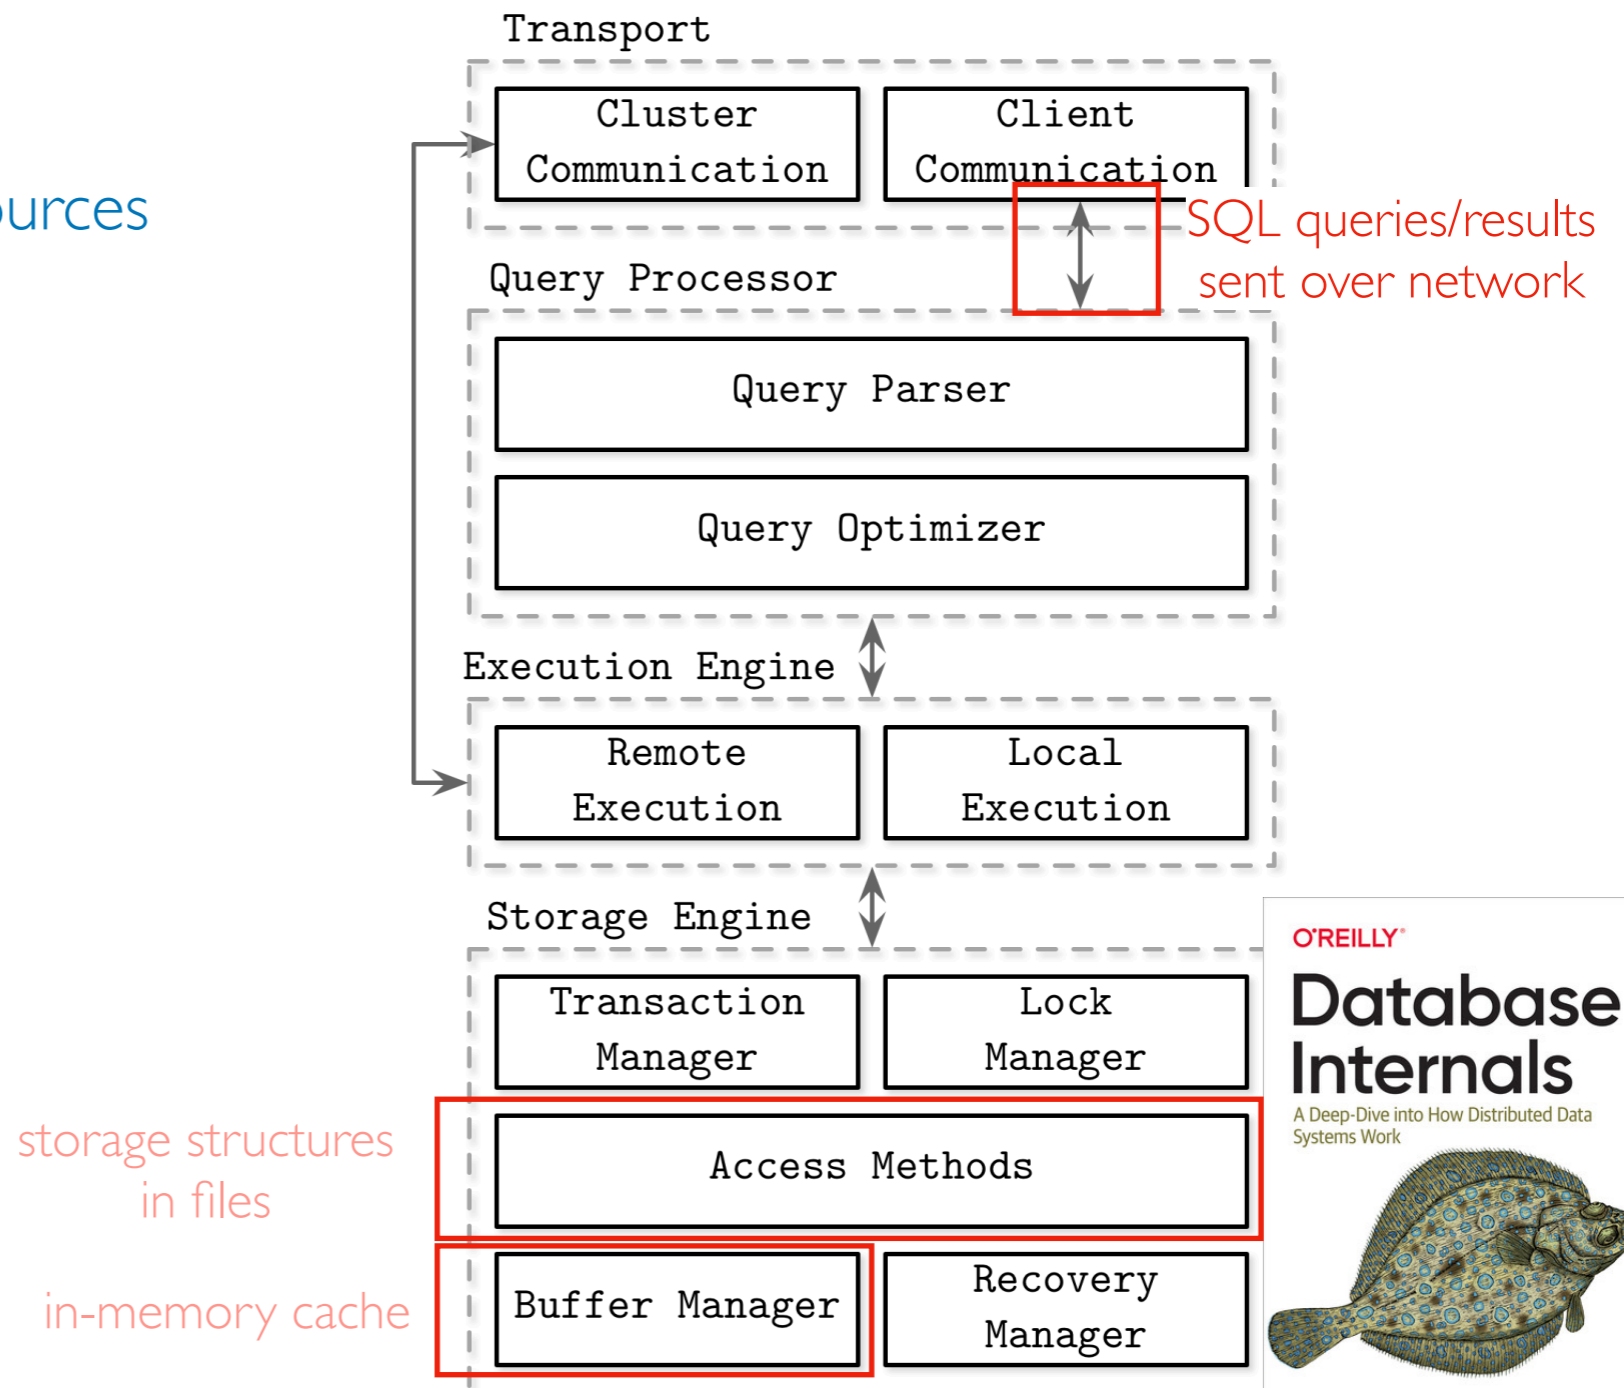 Transport
Cluster
Communication
Client
Communication
ources
SQL queries/results
sent over network
Query Processor
Query Parser
Query Optimizer
Execution Engine
Remote
Execution
Local
Execution
Storage Engine
Transaction
Manager
Lock
Manager
storage structures
in files
Access Methods
in-memory cache
Buffer Manager
Recovery
Manager
O'REILLY®
Database
Internals
A Deep-Dive into How Distributed Data
Systems Work